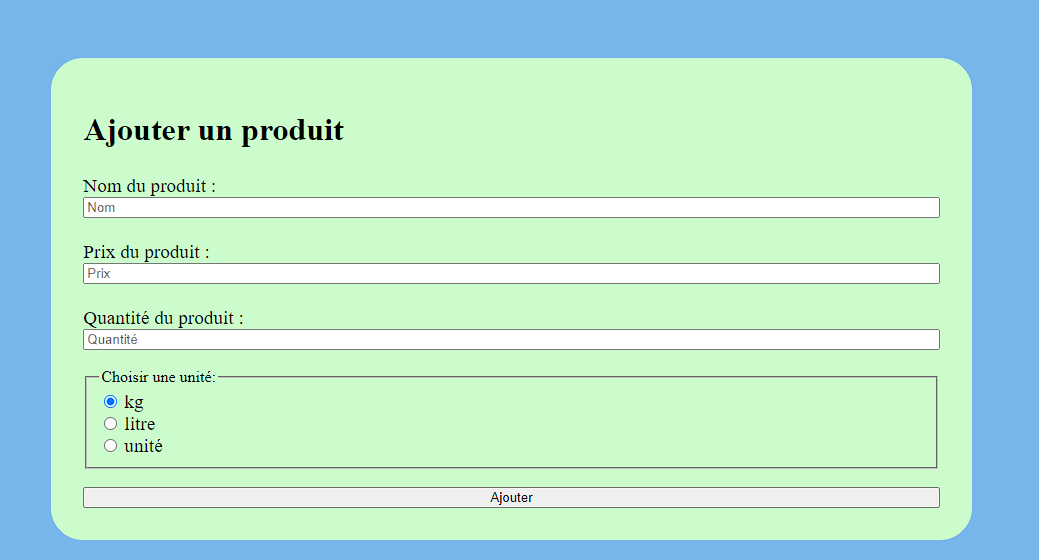 Ajouter un produit
Nom du produit :
Nom
Prix du produit :
Prix
Quantité du produit :
Quantité
Choisir une unité:
kg
litre
unité
Ajouter